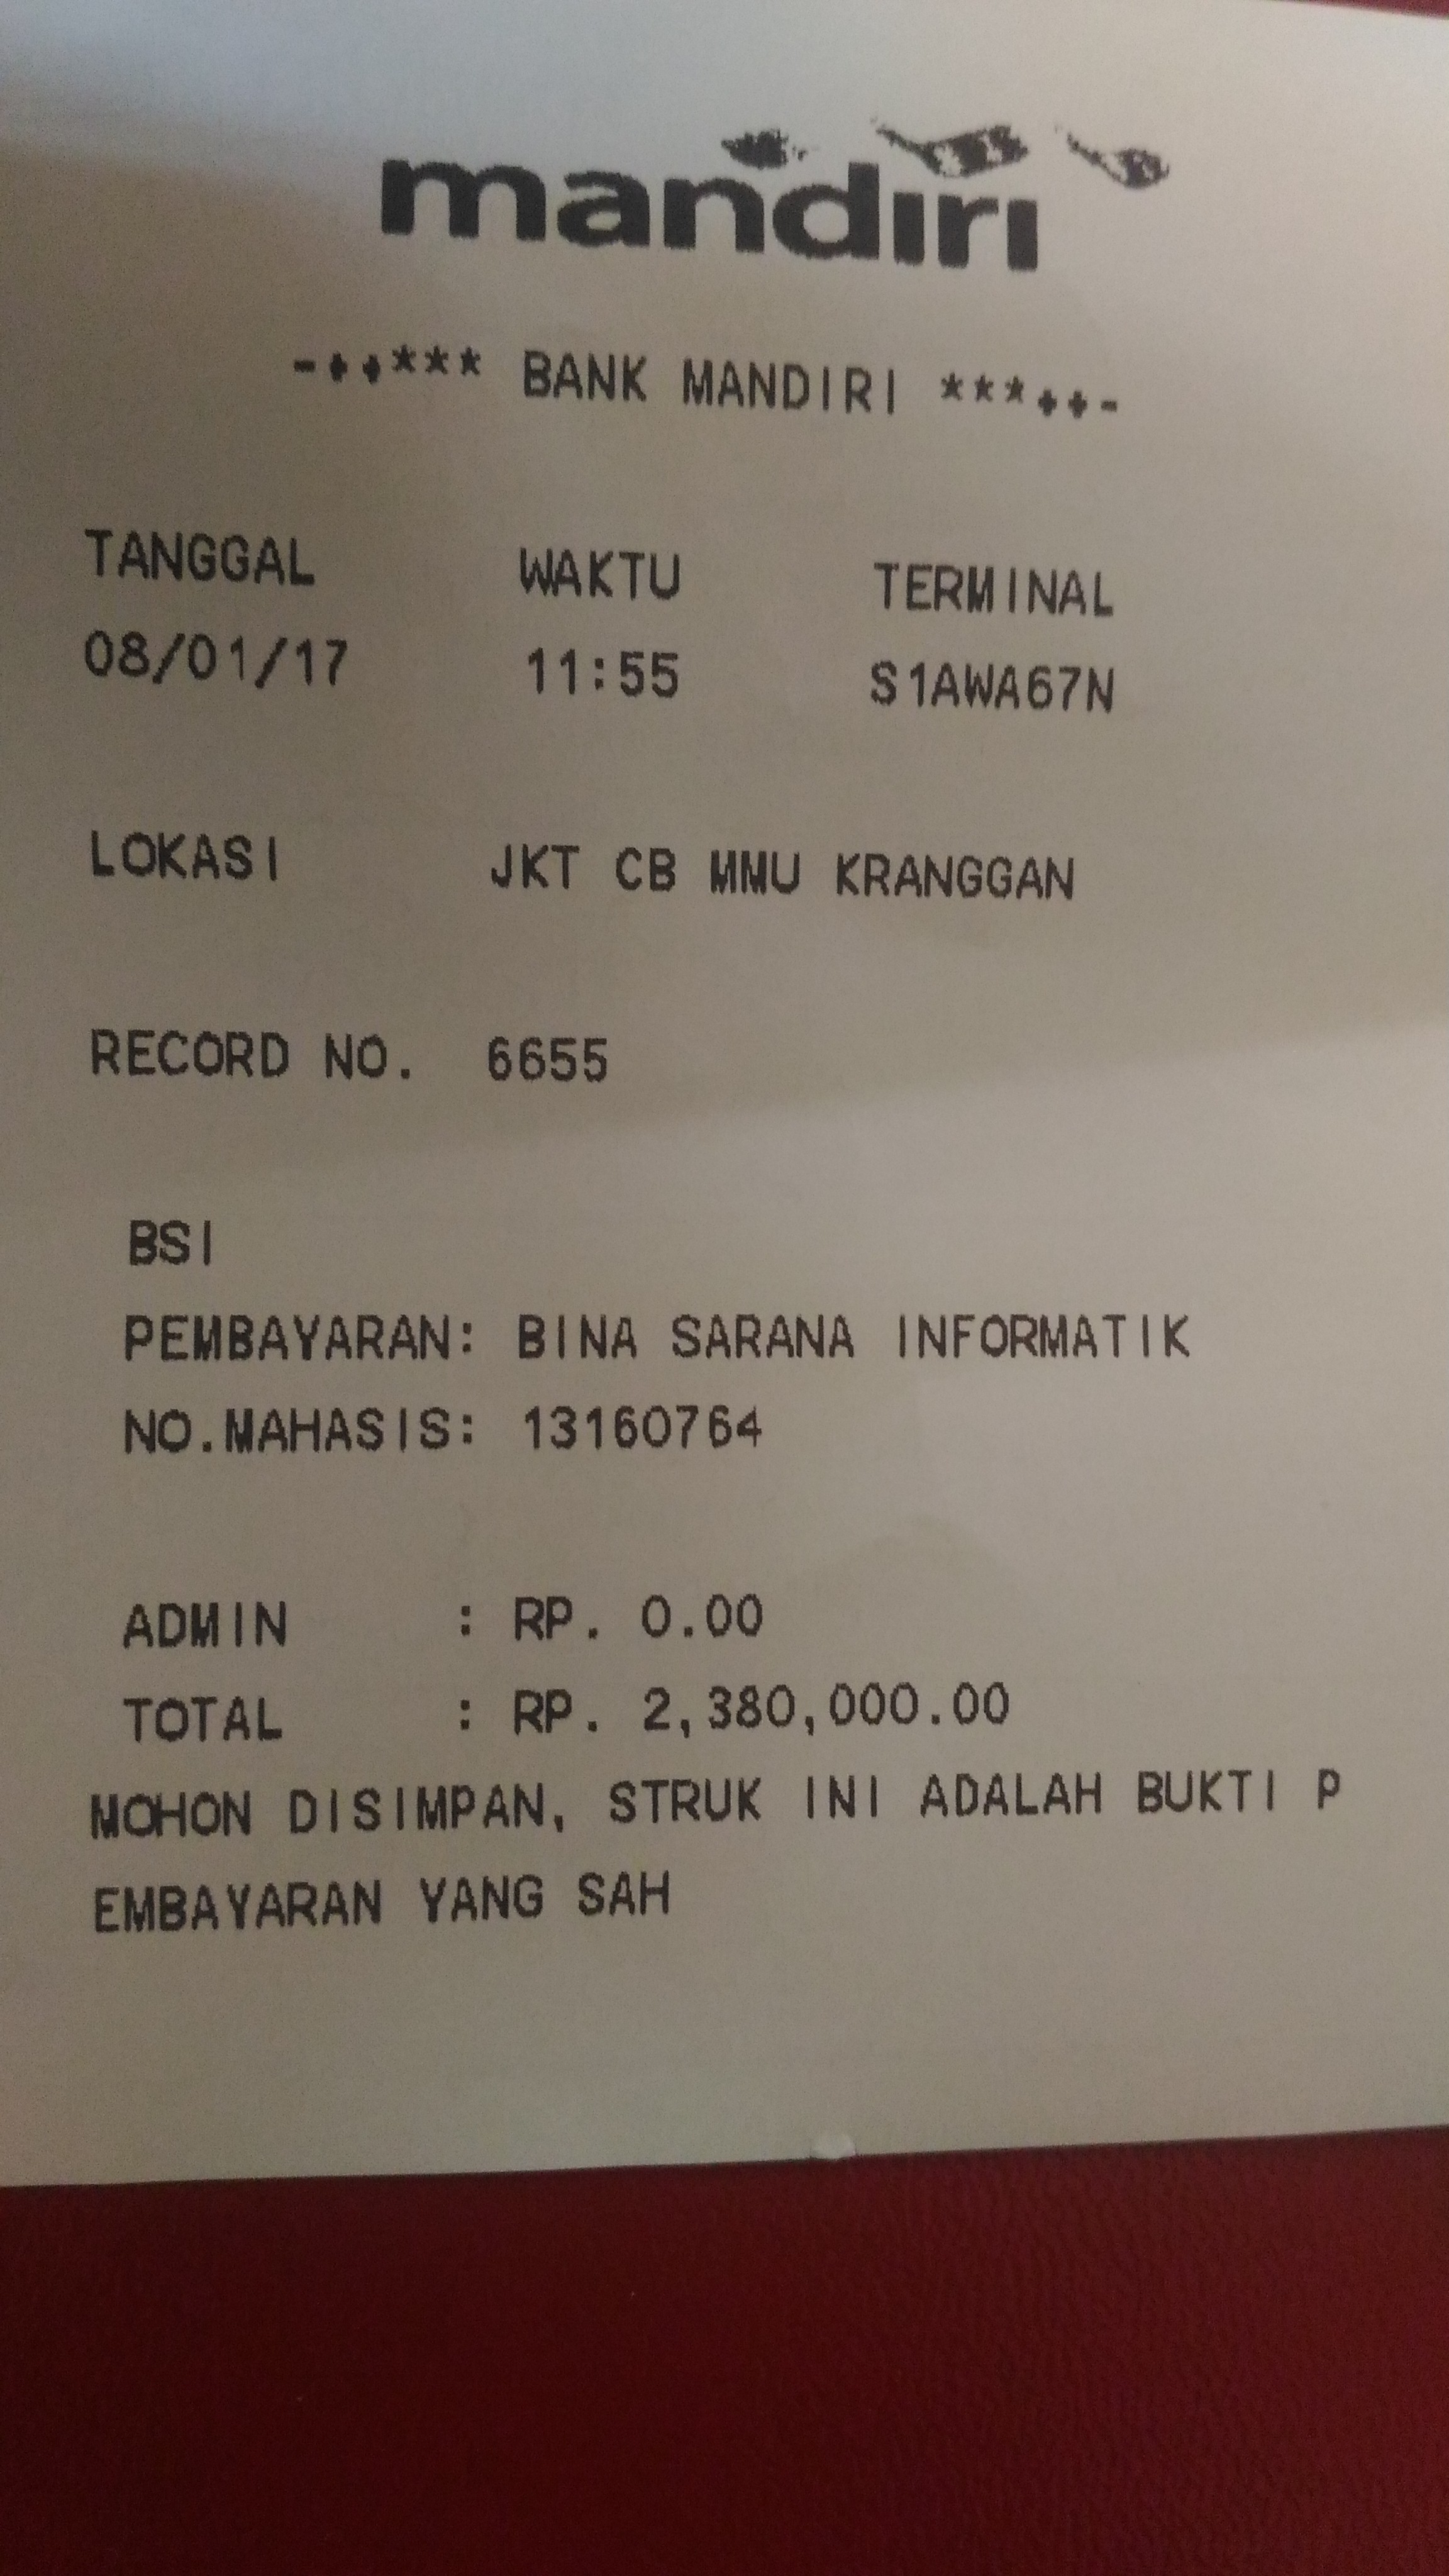 mandiri
-++*** BANK MANDIRI ***++-
TANGGAL WAKTU TERMINAL
08/01/17 11:55 S1AWA67N
LOKASI JKT CB MMU KRANGGAN
RECORD NO. 6655
BSI
PEMBAYARAN: BINA SARANA INFORMATIK
NO.MAHASIS: 13160764
ADMIN : RP. 0.00
TOTAL : RP. 2,380,000.00
MOHON DISIMPAN, STRUK INI ADALAH BUKTI P
EMBAYARAN YANG SAH